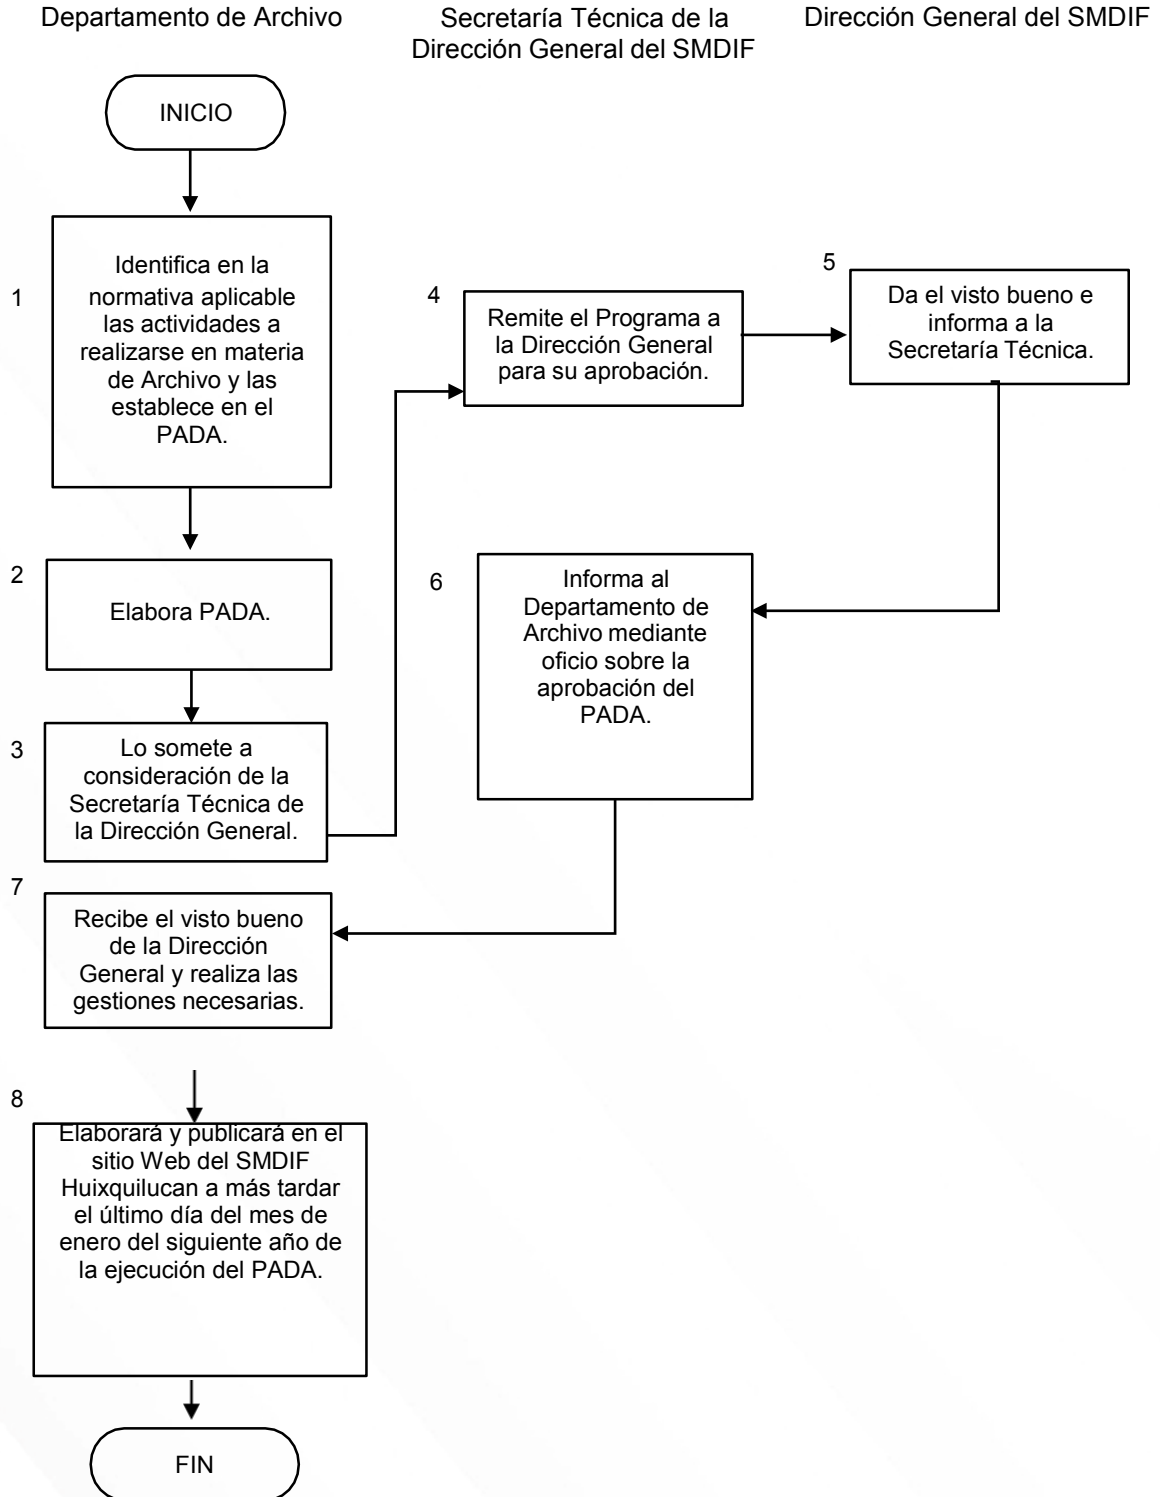 Departamento de Archivo
Secretaría Técnica de la
Dirección General del SMDIF
Dirección General del SMDIF
INICIO
1
Identifica en la
normativa aplicable
las actividades a
realizarse en materia
de Archivo y las
establece en el
PADA.
2
Elabora PADA.
3
Lo somete a
consideración de la
Secretaría Técnica de
la Dirección General.
4
Remite el Programa a
la Dirección General
para su aprobación.
5
Da el visto bueno e
informa a la
Secretaría Técnica.
6
Informa al
Departamento de
Archivo mediante
oficio sobre la
aprobación del
PADA.
7
Recibe el visto bueno
de la Dirección
General y realiza las
gestiones necesarias.
8
Elaborará y publicará en el
sitio Web del SMDIF
Huixquilucan a más tardar
el último día del mes de
enero del siguiente año de
la ejecución del PADA.
FIN